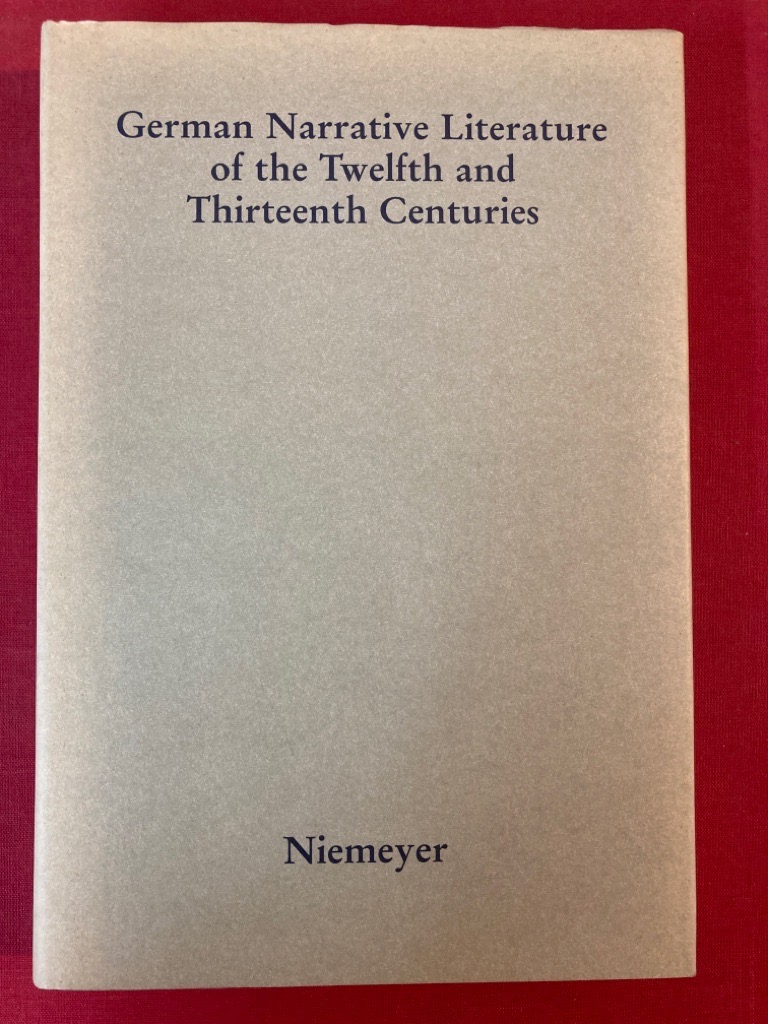 German Narrative Literature
of the Twelfth and
Thirteenth Centuries
Niemeyer